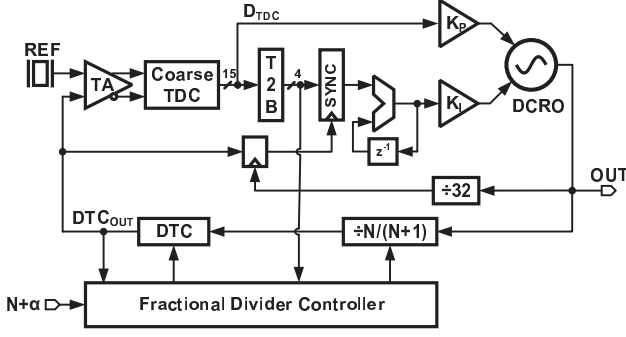 D_TDC
K_P
REF
TA
Coarse
TDC
15
T
2
B
4
SYNC
z⁻¹
K_I
DCRO
÷32
OUT
DTC_OUT
DTC
÷N/(N+1)
N+α
Fractional Divider Controller